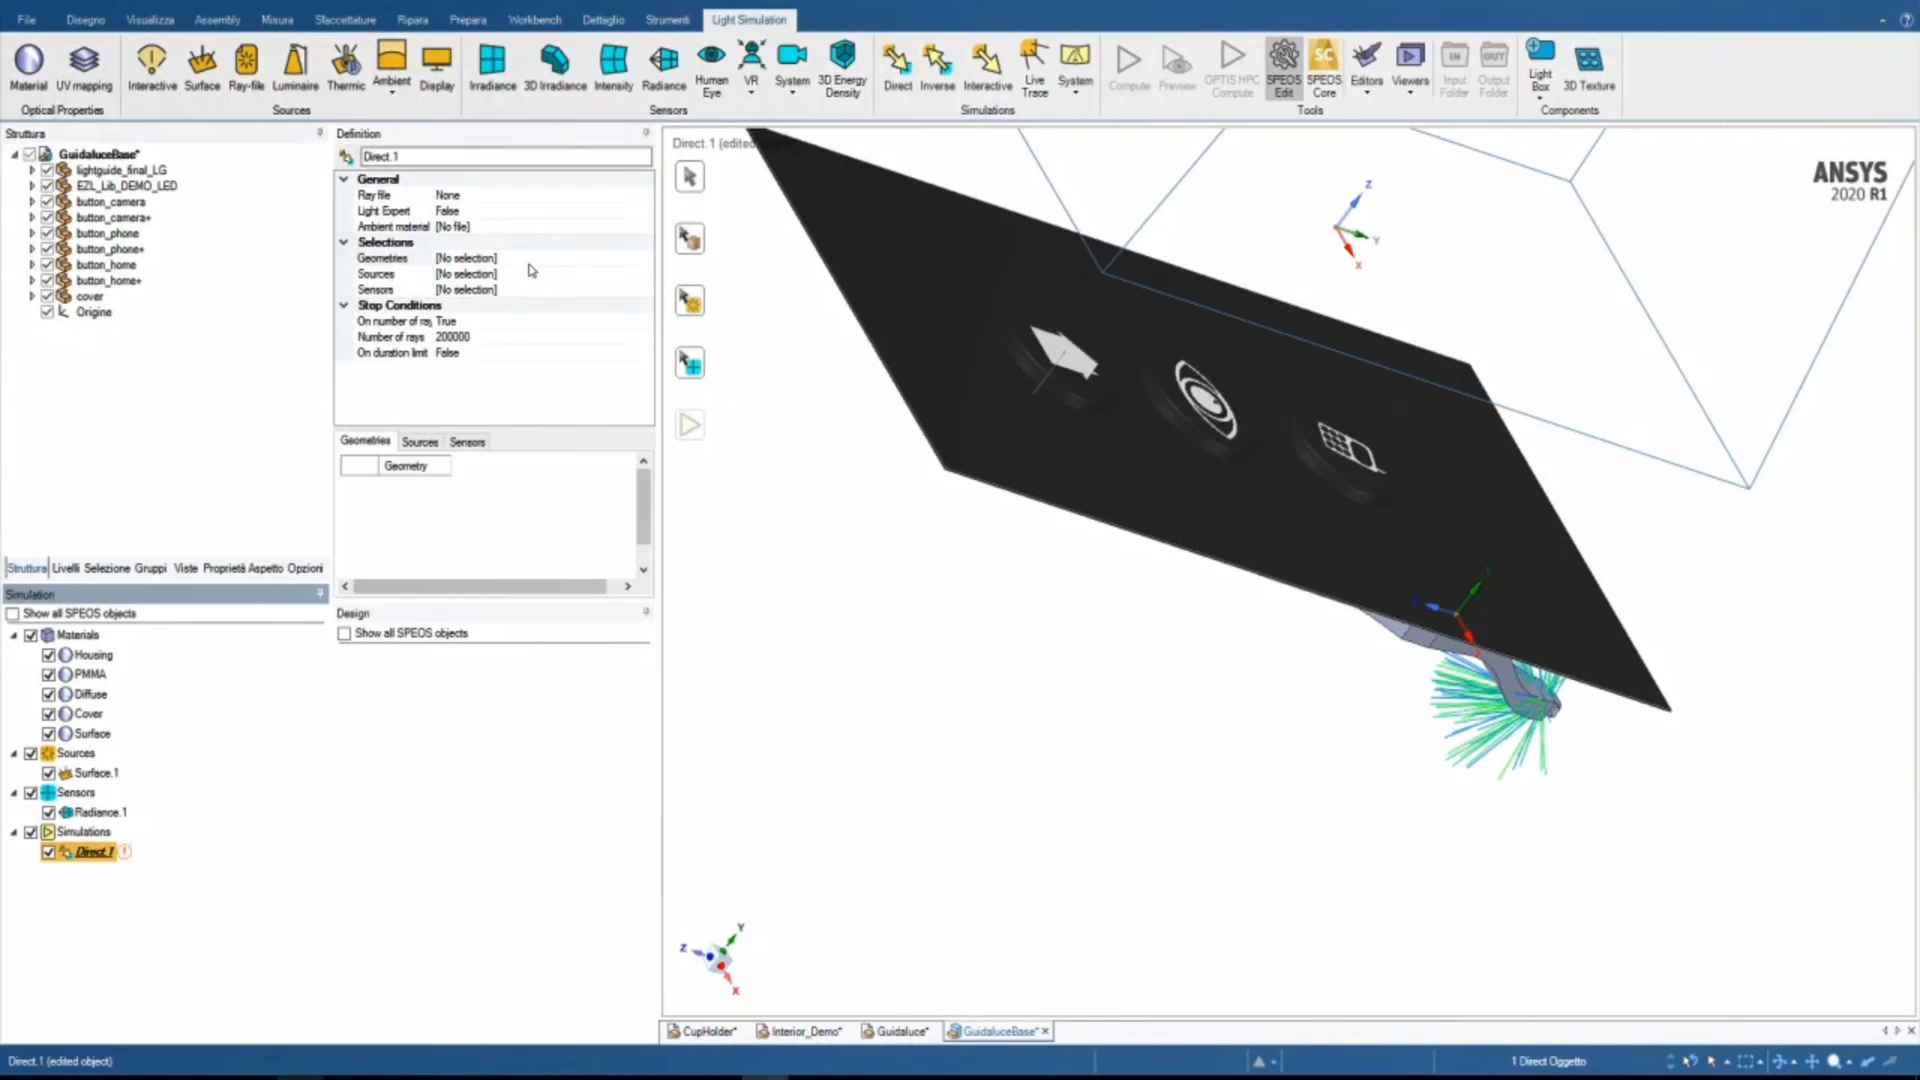 File Disegno Visualizza Assembly Misura Sfaccettature Ripara Prepara Workbench Dettaglio Strumenti Light Simulation
Material UV mapping Interactive Surface Ray-file Luminaire Thermic Ambient Display Irradiance 3D Irradiance Intensity Radiance Human Eye VR System 3D Energy Density Direct Inverse Interactive Live Trace System Compute Preview OPTIS HPC Compute SPEOS Edit SC SPEOS Core Editors Viewers IN Input Folder OUT Output Folder Light Box 3D Texture
Optical Properties Sources Sensors Simulations Tools Components
Struttura
GuidaluceBase*
lightguide_final_LG
EZL_Lib_DEMO_LED
button_camera
button_camera+
button_phone
button_phone+
button_home
button_home+
cover
Origine
Struttura Livelli Selezione Gruppi Viste Proprietà Aspetto Opzioni
Simulation
Show all SPEOS objects
Materials
Housing
PMMA
Diffuse
Cover
Surface
Sources
Surface.1
Sensors
Radiance.1
Simulations
Direct.1
Definition
Direct.1
General
Ray file None
Light Expert False
Ambient material [No file]
Selections
Geometries [No selection]
Sources [No selection]
Sensors [No selection]
Stop Conditions
On number of ray True
Number of rays 200000
On duration limit False
Geometries Sources Sensors
Geometry
Design
Show all SPEOS objects
Direct.1 (edited
ANSYS
2020 R1
Z
Y
X
Y
Z
X
CupHolder* Interior_Demo* Guidaluce* GuidaluceBase*
Direct.1 (edited object)
1 Direct Oggetto